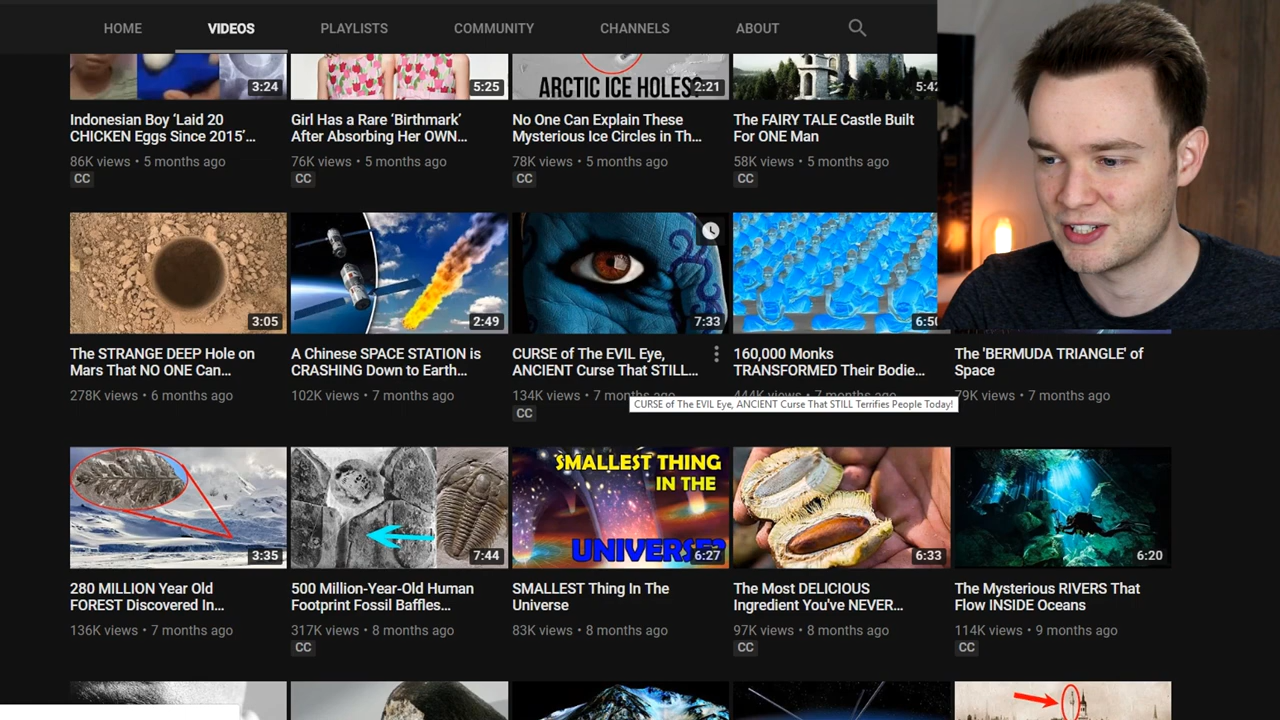 HOME VIDEOS PLAYLISTS COMMUNITY CHANNELS ABOUT
3:24 5:25 ARCTIC ICE HOLES? 2:21 5:42
Indonesian Boy ‘Laid 20 CHICKEN Eggs Since 2015’...
86K views • 5 months ago
CC
Girl Has a Rare ‘Birthmark’ After Absorbing Her OWN...
76K views • 5 months ago
CC
No One Can Explain These Mysterious Ice Circles in Th...
78K views • 5 months ago
CC
The FAIRY TALE Castle Built For ONE Man
58K views • 5 months ago
CC
3:05
The STRANGE DEEP Hole on Mars That NO ONE Can...
278K views • 6 months ago
2:49
A Chinese SPACE STATION is CRASHING Down to Earth...
102K views • 7 months ago
7:33
CURSE of The EVIL Eye, ANCIENT Curse That STILL...
134K views • 7 months ago
CC
CURSE of The EVIL Eye, ANCIENT Curse That STILL Terrifies People Today!
6:50
160,000 Monks TRANSFORMED Their Bodie...
444K views • 7 months ago
The 'BERMUDA TRIANGLE' of Space
79K views • 7 months ago
3:35
280 MILLION Year Old FOREST Discovered In...
136K views • 7 months ago
7:44
500 Million-Year-Old Human Footprint Fossil Baffles...
317K views • 8 months ago
CC
SMALLEST THING
IN THE
UNIVERSE?
6:27
SMALLEST Thing In The Universe
83K views • 8 months ago
6:33
The Most DELICIOUS Ingredient You've NEVER...
97K views • 8 months ago
CC
6:20
The Mysterious RIVERS That Flow INSIDE Oceans
114K views • 9 months ago
CC